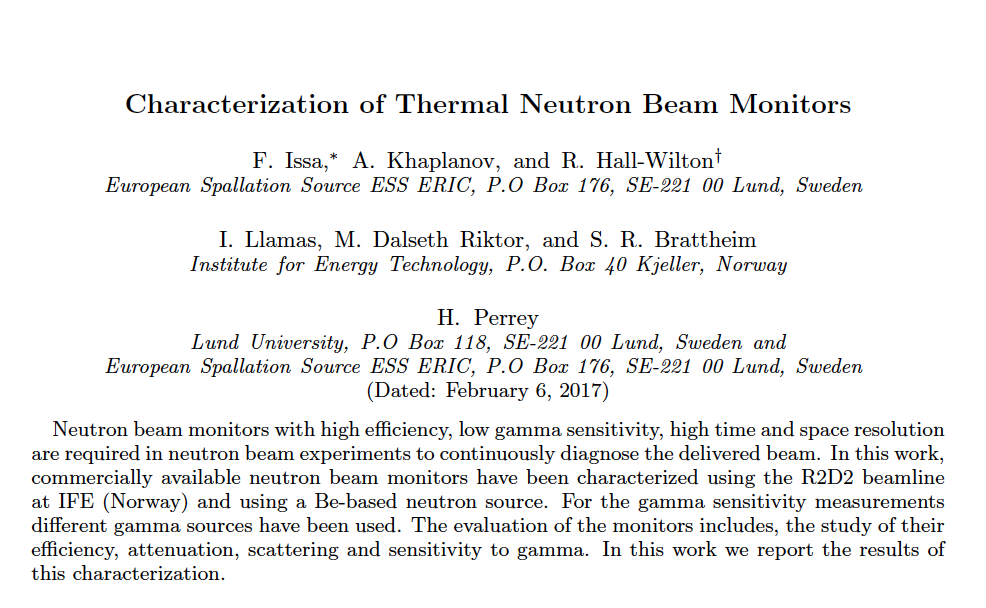 Characterization of Thermal Neutron Beam Monitors
F. Issa,* A. Khaplanov, and R. Hall-Wilton†
European Spallation Source ESS ERIC, P.O Box 176, SE-221 00 Lund, Sweden
I. Llamas, M. Dalseth Riktor, and S. R. Brattheim
Institute for Energy Technology, P.O. Box 40 Kjeller, Norway
H. Perrey
Lund University, P.O Box 118, SE-221 00 Lund, Sweden and
European Spallation Source ESS ERIC, P.O Box 176, SE-221 00 Lund, Sweden
(Dated: February 6, 2017)
Neutron beam monitors with high efficiency, low gamma sensitivity, high time and space resolution
are required in neutron beam experiments to continuously diagnose the delivered beam. In this work,
commercially available neutron beam monitors have been characterized using the R2D2 beamline
at IFE (Norway) and using a Be-based neutron source. For the gamma sensitivity measurements
different gamma sources have been used. The evaluation of the monitors includes, the study of their
efficiency, attenuation, scattering and sensitivity to gamma. In this work we report the results of
this characterization.